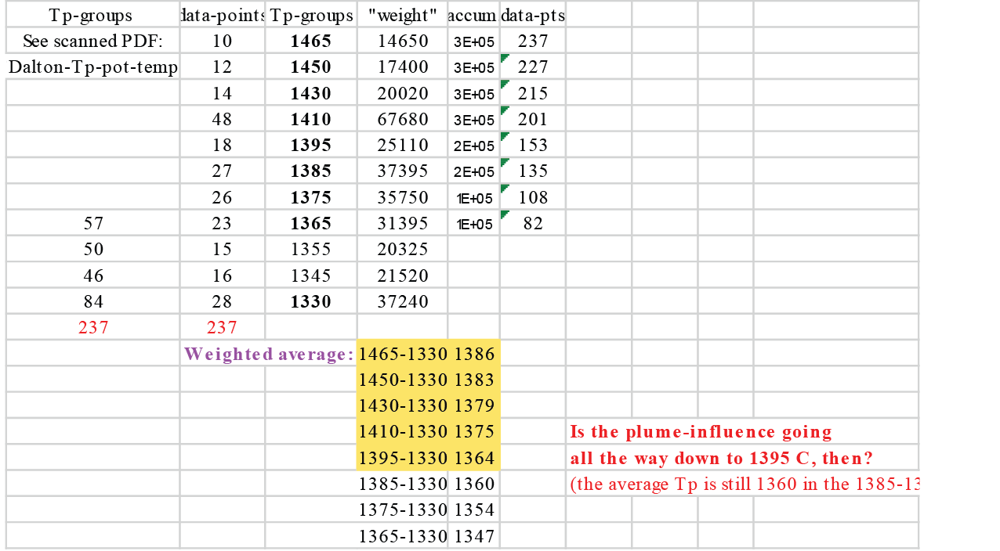 Tp-groups data-points Tp-groups "weight" accum data-pts
See scanned PDF: 10 1465 14650 3E+05 237
Dalton-Tp-pot-temp 12 1450 17400 3E+05 227
14 1430 20020 3E+05 215
48 1410 67680 3E+05 201
18 1395 25110 2E+05 153
27 1385 37395 2E+05 135
26 1375 35750 1E+05 108
57 23 1365 31395 1E+05 82
50 15 1355 20325
46 16 1345 21520
84 28 1330 37240
237 237
Weighted average: 1465-1330 1386
1450-1330 1383
1430-1330 1379
1410-1330 1375 Is the plume-influence going
1395-1330 1364 all the way down to 1395 C, then?
1385-1330 1360 (the average Tp is still 1360 in the 1385-13
1375-1330 1354
1365-1330 1347